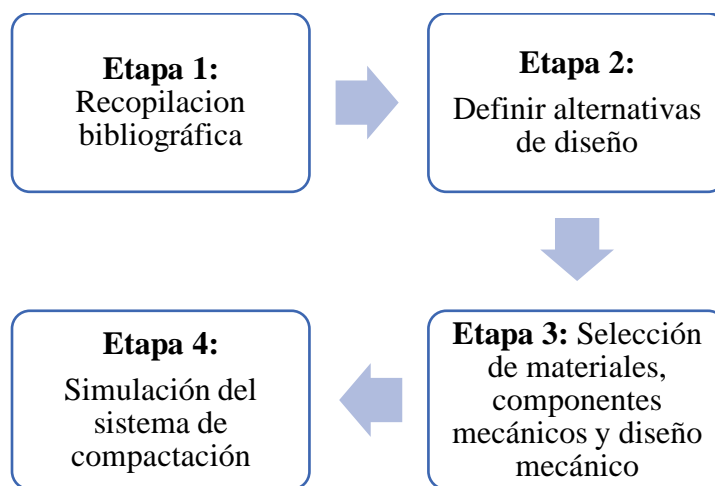 Etapa 1:
Recopilacion
bibliográfica
Etapa 2:
Definir alternativas
de diseño
Etapa 3: Selección
de materiales,
componentes
mecánicos y diseño
mecánico
Etapa 4:
Simulación del
sistema de
compactación